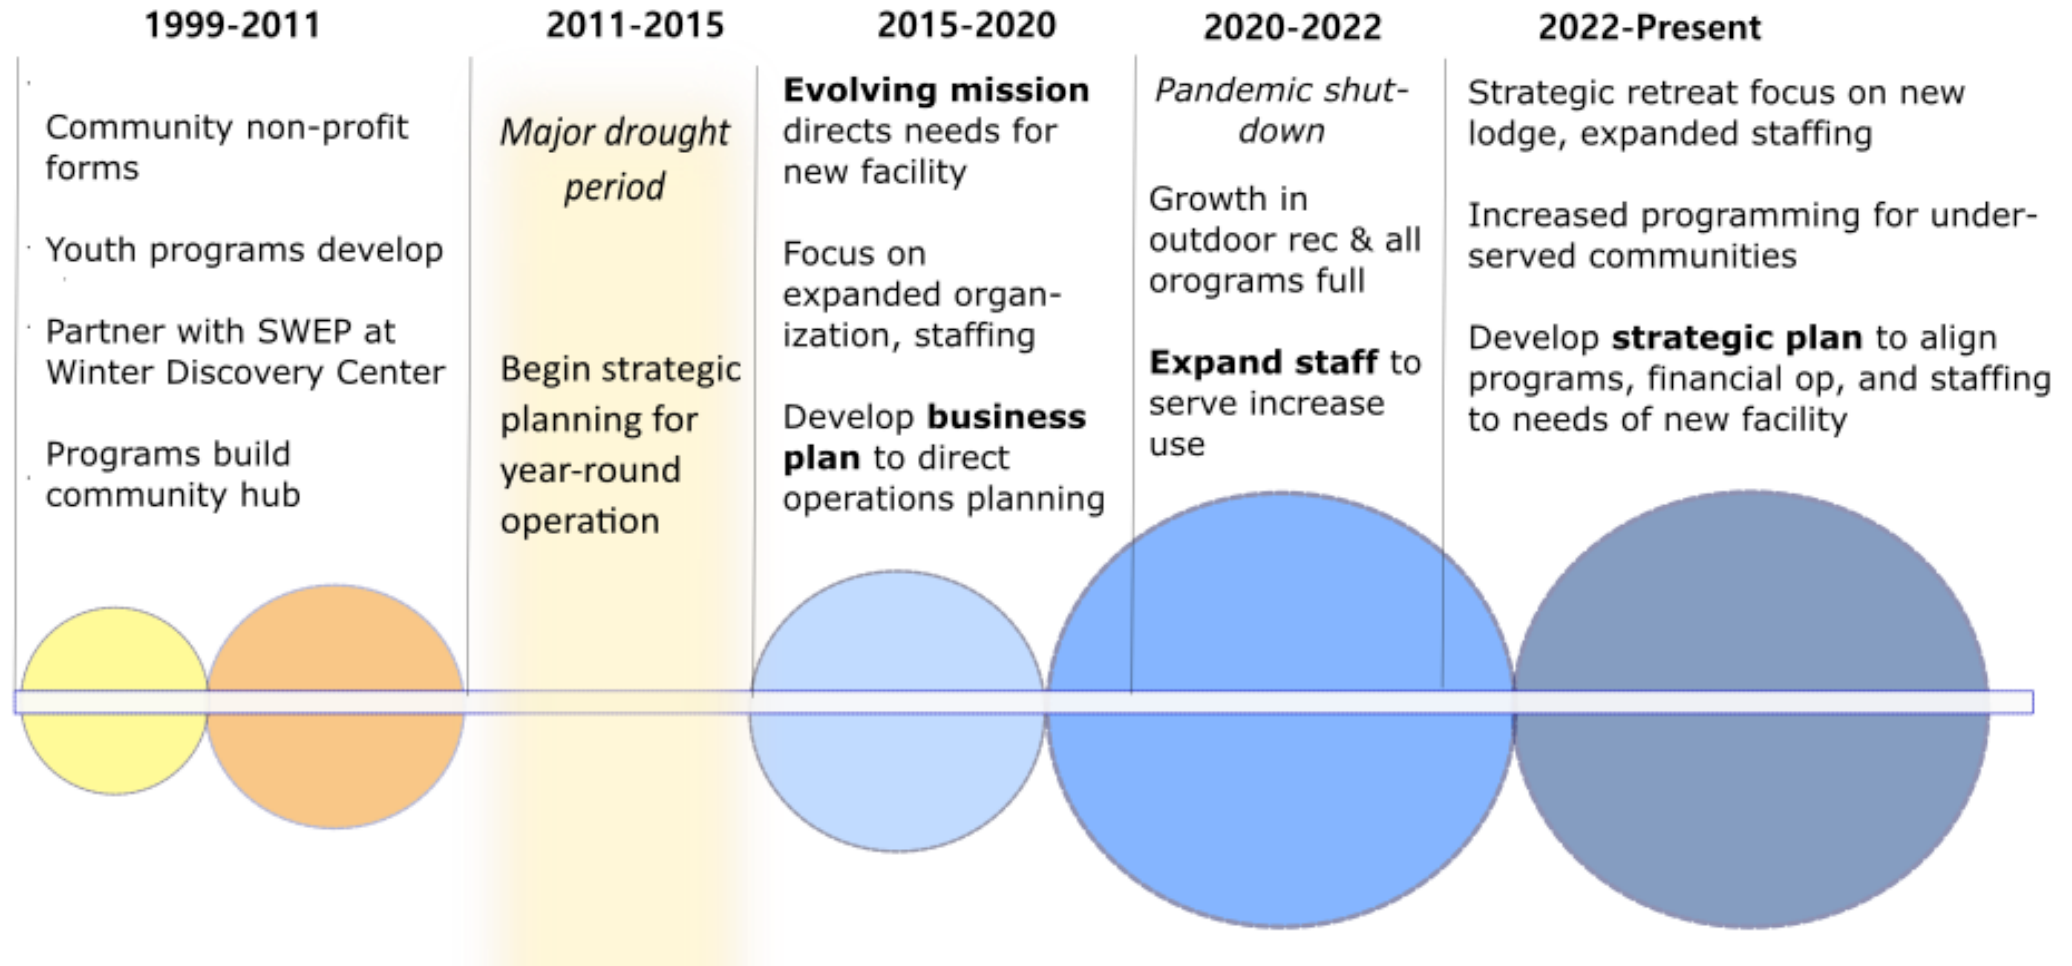 1999-2011
Community non-profit
forms
Youth programs develop
Partner with SWEP at
Winter Discovery Center
Programs build
community hub
2011-2015
Major drought
period
Begin strategic
planning for
year-round
operation
2015-2020
Evolving mission
directs needs for
new facility
Focus on
expanded organ-
ization, staffing
Develop business
plan to direct
operations planning
2020-2022
Pandemic shut-
down
Growth in
outdoor rec & all
orograms full
Expand staff to
serve increase
use
2022-Present
Strategic retreat focus on new
lodge, expanded staffing
Increased programming for under-
served communities
Develop strategic plan to align
programs, financial op, and staffing
to needs of new facility